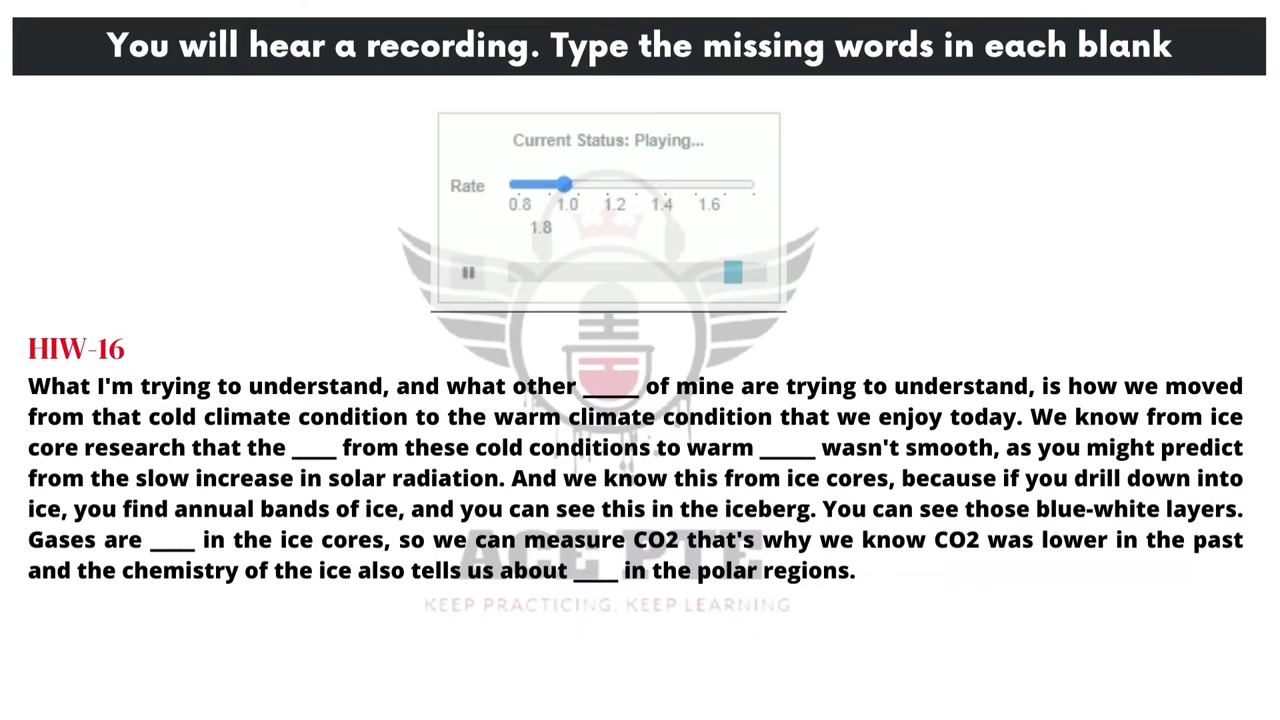 You will hear a recording. Type the missing words in each blank
Current Status: Playing...
Rate
0.8 1.0 1.2 1.4 1.6
1.8
HIW-16
What I'm trying to understand, and what other _____ of mine are trying to understand, is how we moved
from that cold climate condition to the warm climate condition that we enjoy today. We know from ice
core research that the ____ from these cold conditions to warm _____ wasn't smooth, as you might predict
from the slow increase in solar radiation. And we know this from ice cores, because if you drill down into
ice, you find annual bands of ice, and you can see this in the iceberg. You can see those blue-white layers.
Gases are ____ in the ice cores, so we can measure CO2 that's why we know CO2 was lower in the past
and the chemistry of the ice also tells us about ____ in the polar regions.
ACE PTE
KEEP PRACTICING, KEEP LEARNING